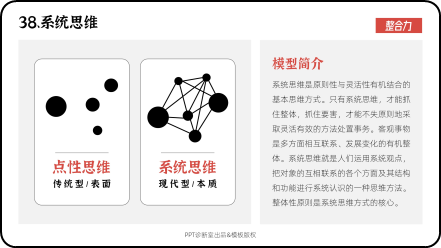 38.系统思维
整合力
点性思维
传统型/表面
系统思维
现代型/本质
模型简介
系统思维是原则性与灵活性有机结合的
基本思维方式。只有系统思维，才能抓
住整体，抓住要害，才能不失原则地采
取灵活有效的方法处置事务。客观事物
是多方面相互联系、发展变化的有机整
体。系统思维就是人们运用系统观点，
把对象的互相联系的各个方面及其结构
和功能进行系统认识的一种思维方法。
整体性原则是系统思维方式的核心。
PPT诊断室出品&模板版权